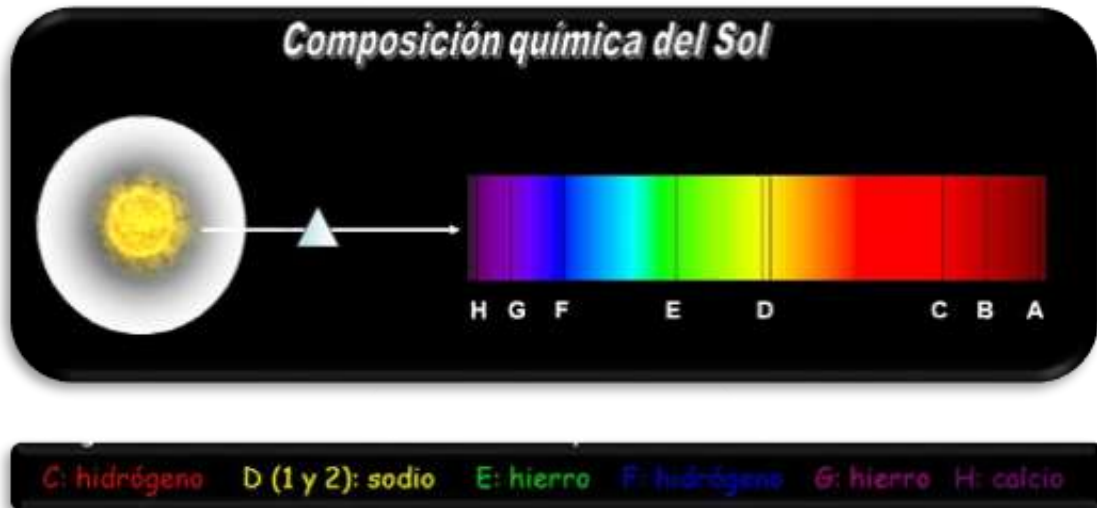 Composición química del Sol
H G F E D C B A
C: hidrógeno D (1 y 2): sodio E: hierro F: hidrógeno G: hierro H: calcio